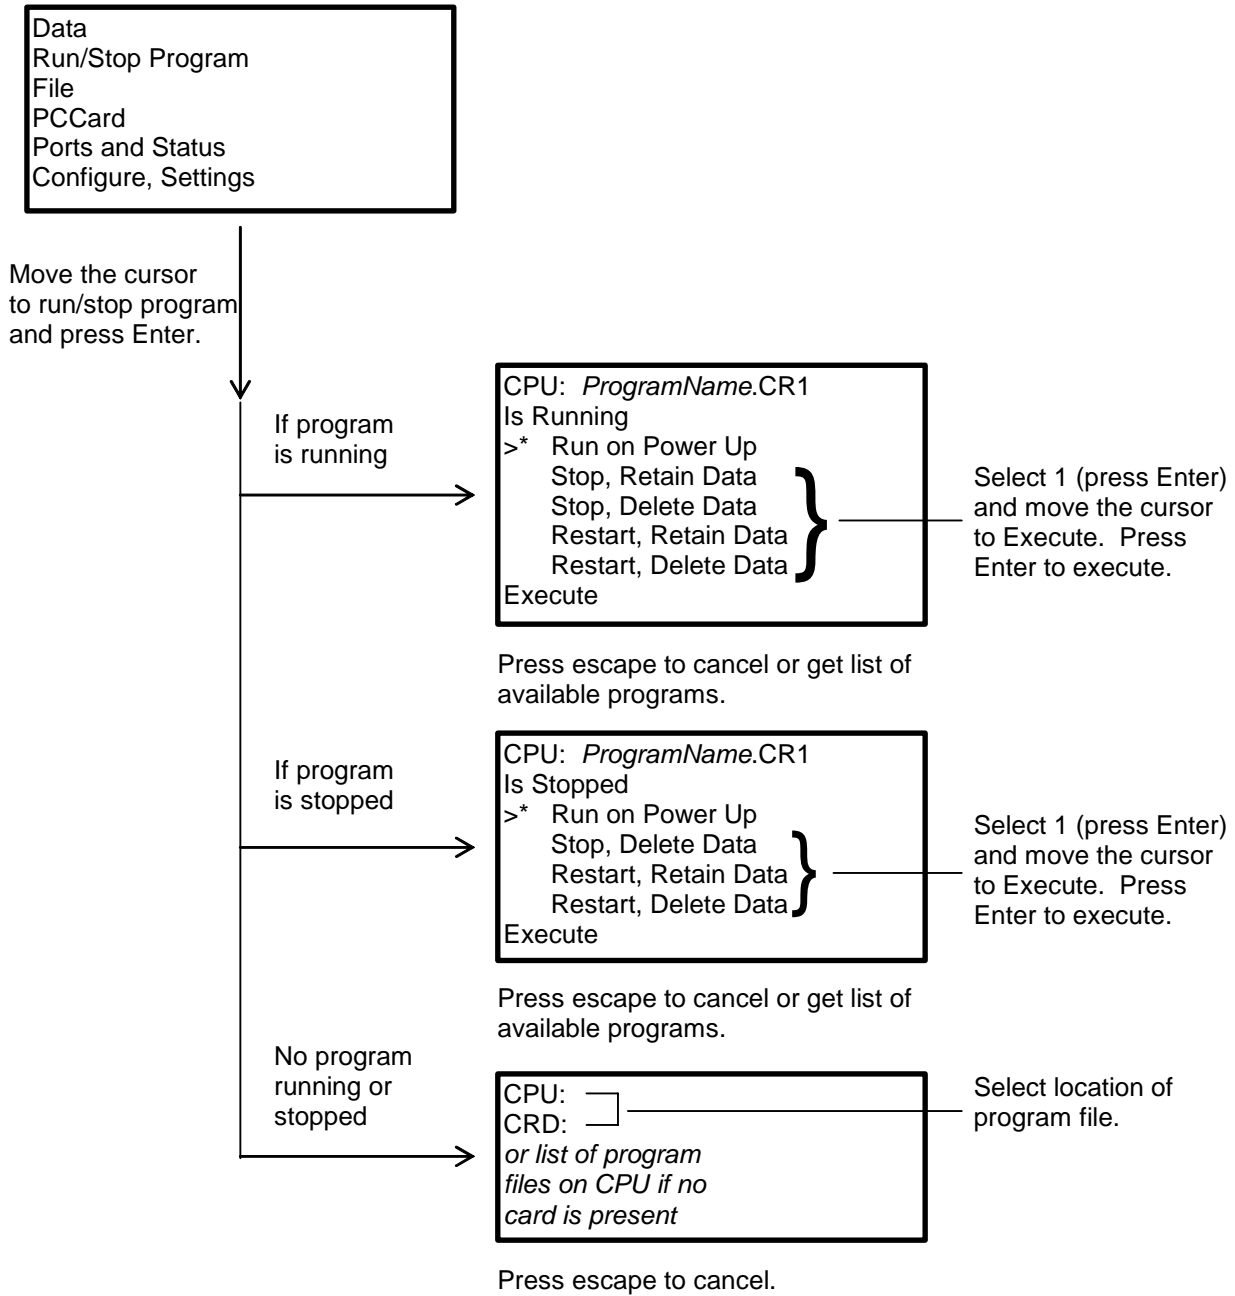 Data
Run/Stop Program
File
PCCard
Ports and Status
Configure, Settings
Move the cursor
to run/stop program
and press Enter.
If program
is running
CPU: ProgramName.CR1
Is Running
>* Run on Power Up
Stop, Retain Data
Stop, Delete Data
Restart, Retain Data
Restart, Delete Data
Execute
Select 1 (press Enter)
and move the cursor
to Execute. Press
Enter to execute.
Press escape to cancel or get list of
available programs.
If program
is stopped
CPU: ProgramName.CR1
Is Stopped
>* Run on Power Up
Stop, Delete Data
Restart, Retain Data
Restart, Delete Data
Execute
Select 1 (press Enter)
and move the cursor
to Execute. Press
Enter to execute.
Press escape to cancel or get list of
available programs.
No program
running or
stopped
CPU:
CRD:
or list of program
files on CPU if no
card is present
Select location of
program file.
Press escape to cancel.